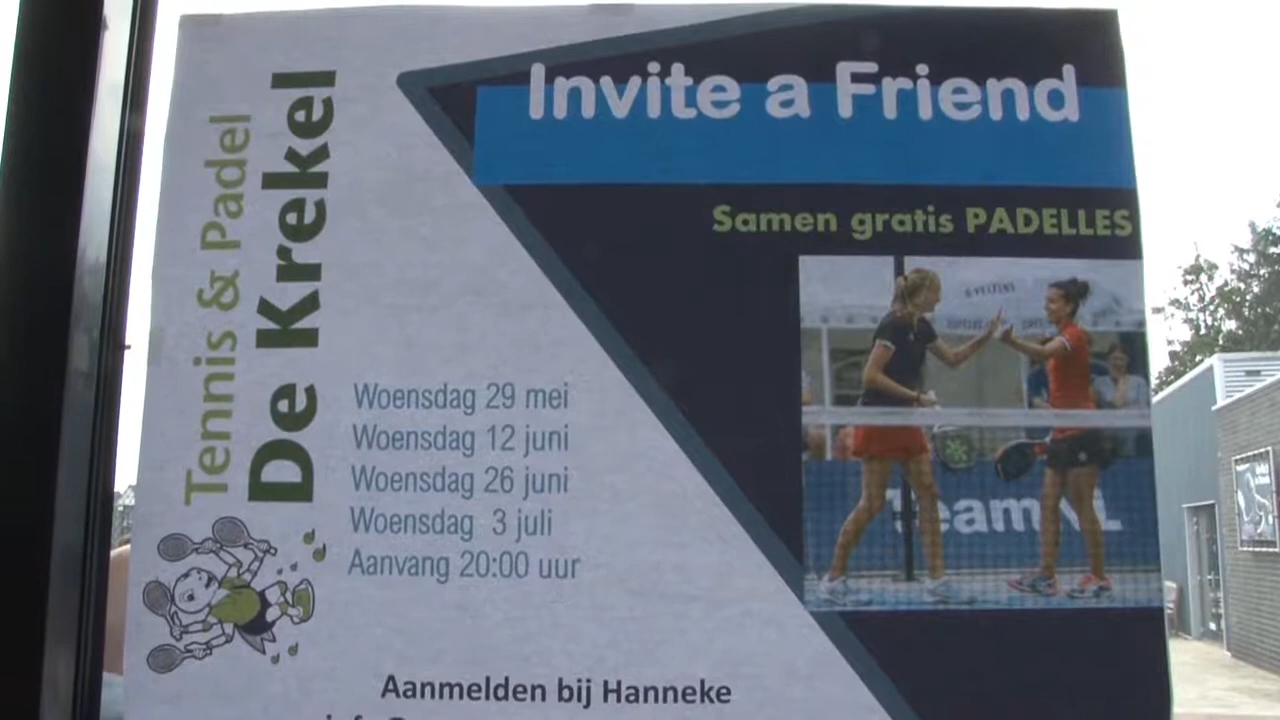 Tennis & Padel
De Krekel
Invite a Friend
Samen gratis PADELLES
Woensdag 29 mei
Woensdag 12 juni
Woensdag 26 juni
Woensdag 3 juli
Aanvang 20:00 uur
TeamNL
Aanmelden bij Hanneke